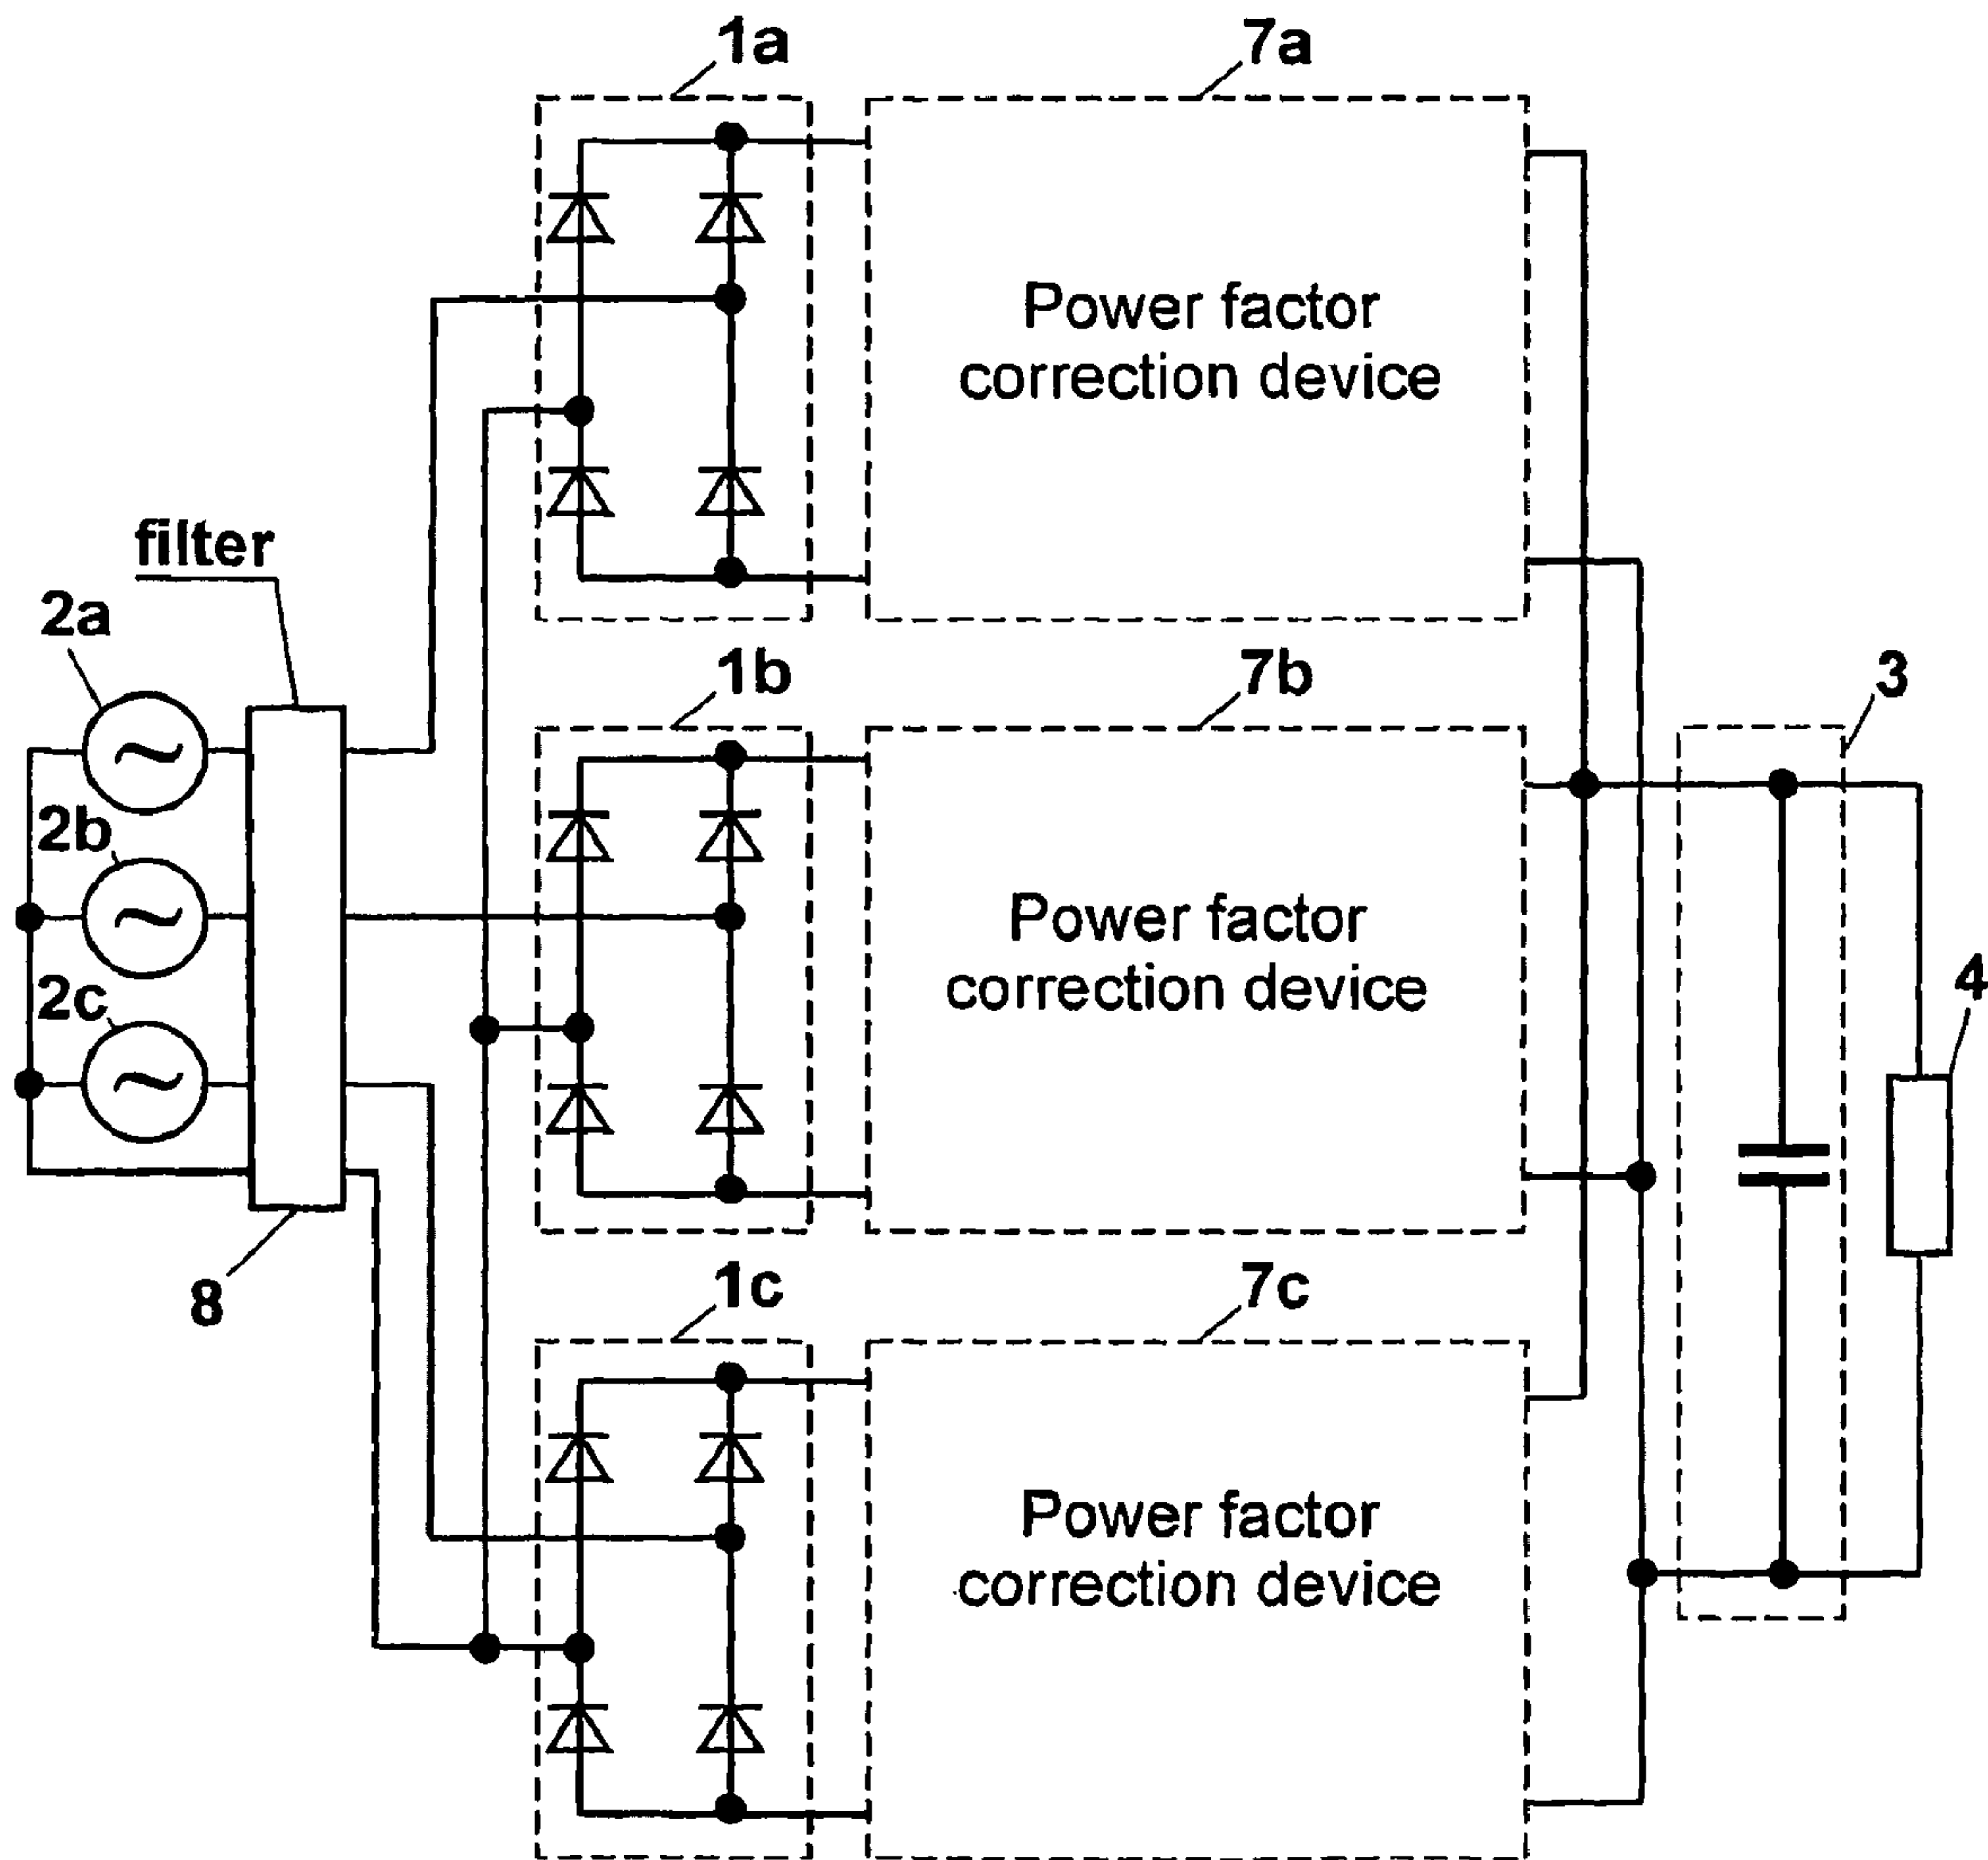 1a
7a
Power factor
correction device
filter
2a
1b
7b
3
2b
Power factor
correction device
2c
4
8
1c
7c
Power factor
correction device